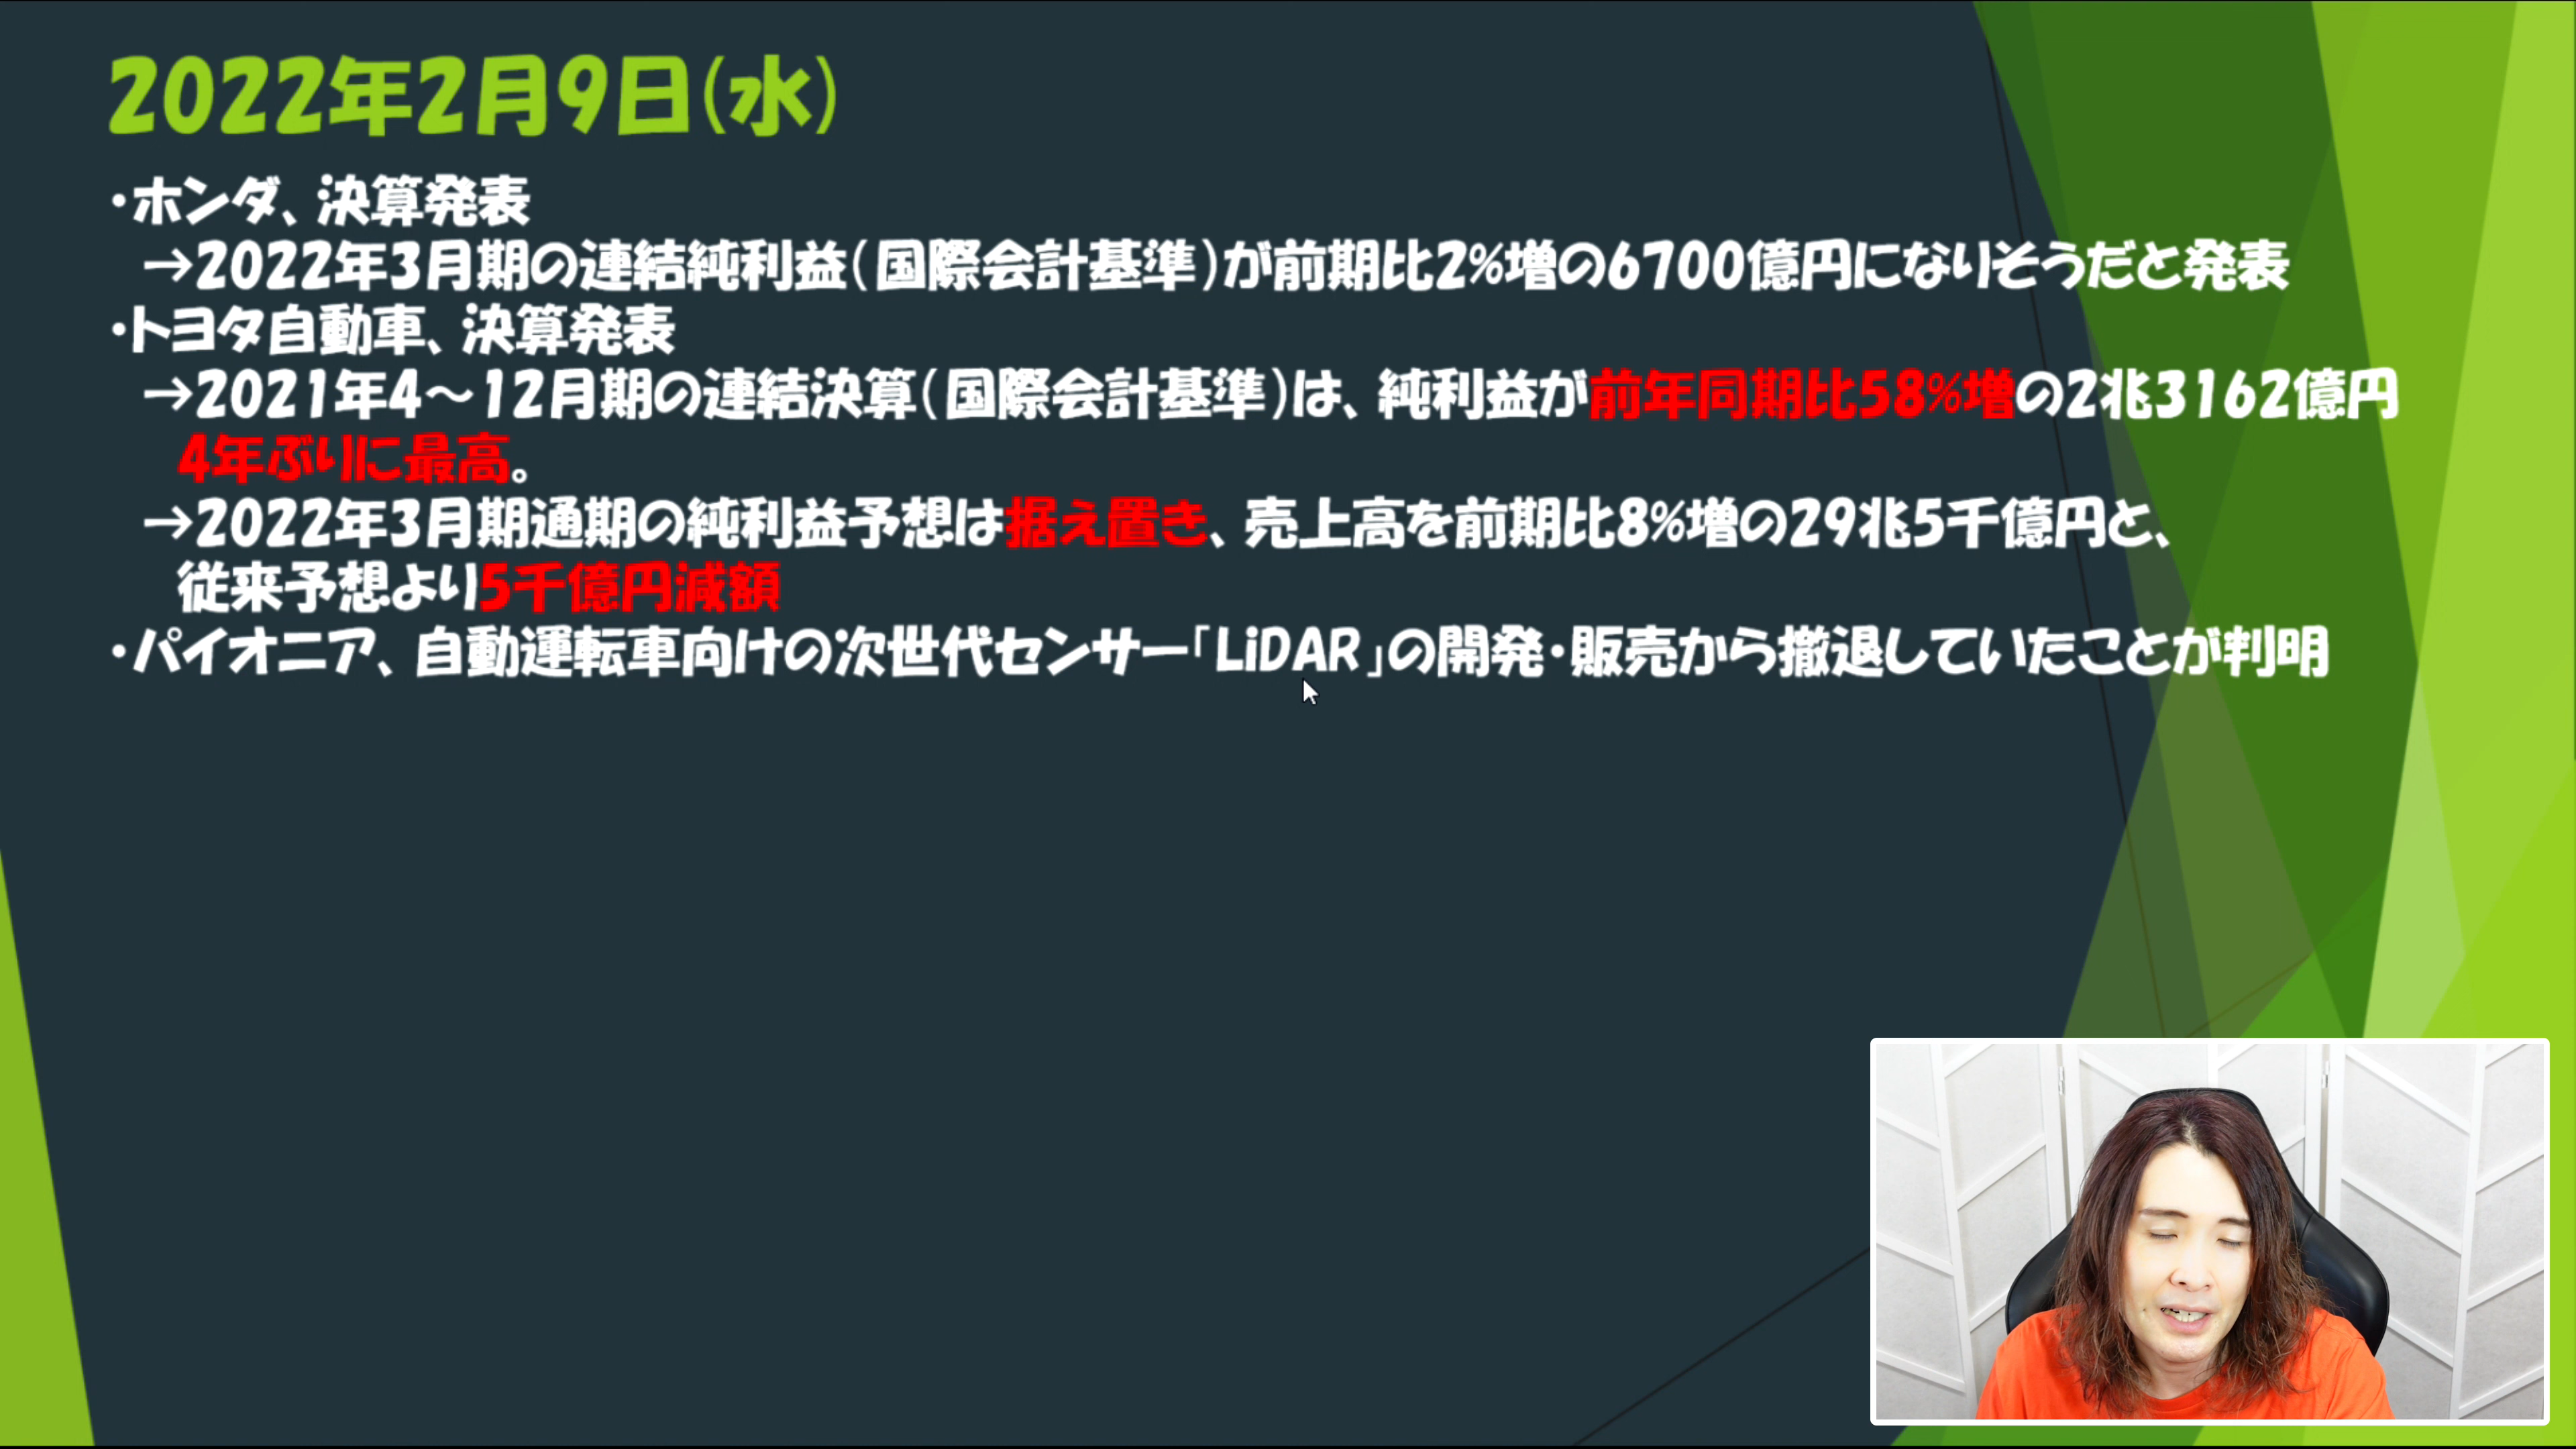 2022年2月9日(水)
・ホンダ、決算発表
→2022年3月期の連結純利益(国際会計基準)が前期比2%増の6700億円になりそうだと発表
・トヨタ自動車、決算発表
→2021年4～12月期の連結決算(国際会計基準)は、純利益が前年同期比58%増の2兆3162億円
4年ぶりに最高。
→2022年3月期通期の純利益予想は据え置き、売上高を前期比8%増の29兆5千億円と、
従来予想より5千億円減額
・パイオニア、自動運転車向けの次世代センサー「LiDAR」の開発・販売から撤退していたことが判明